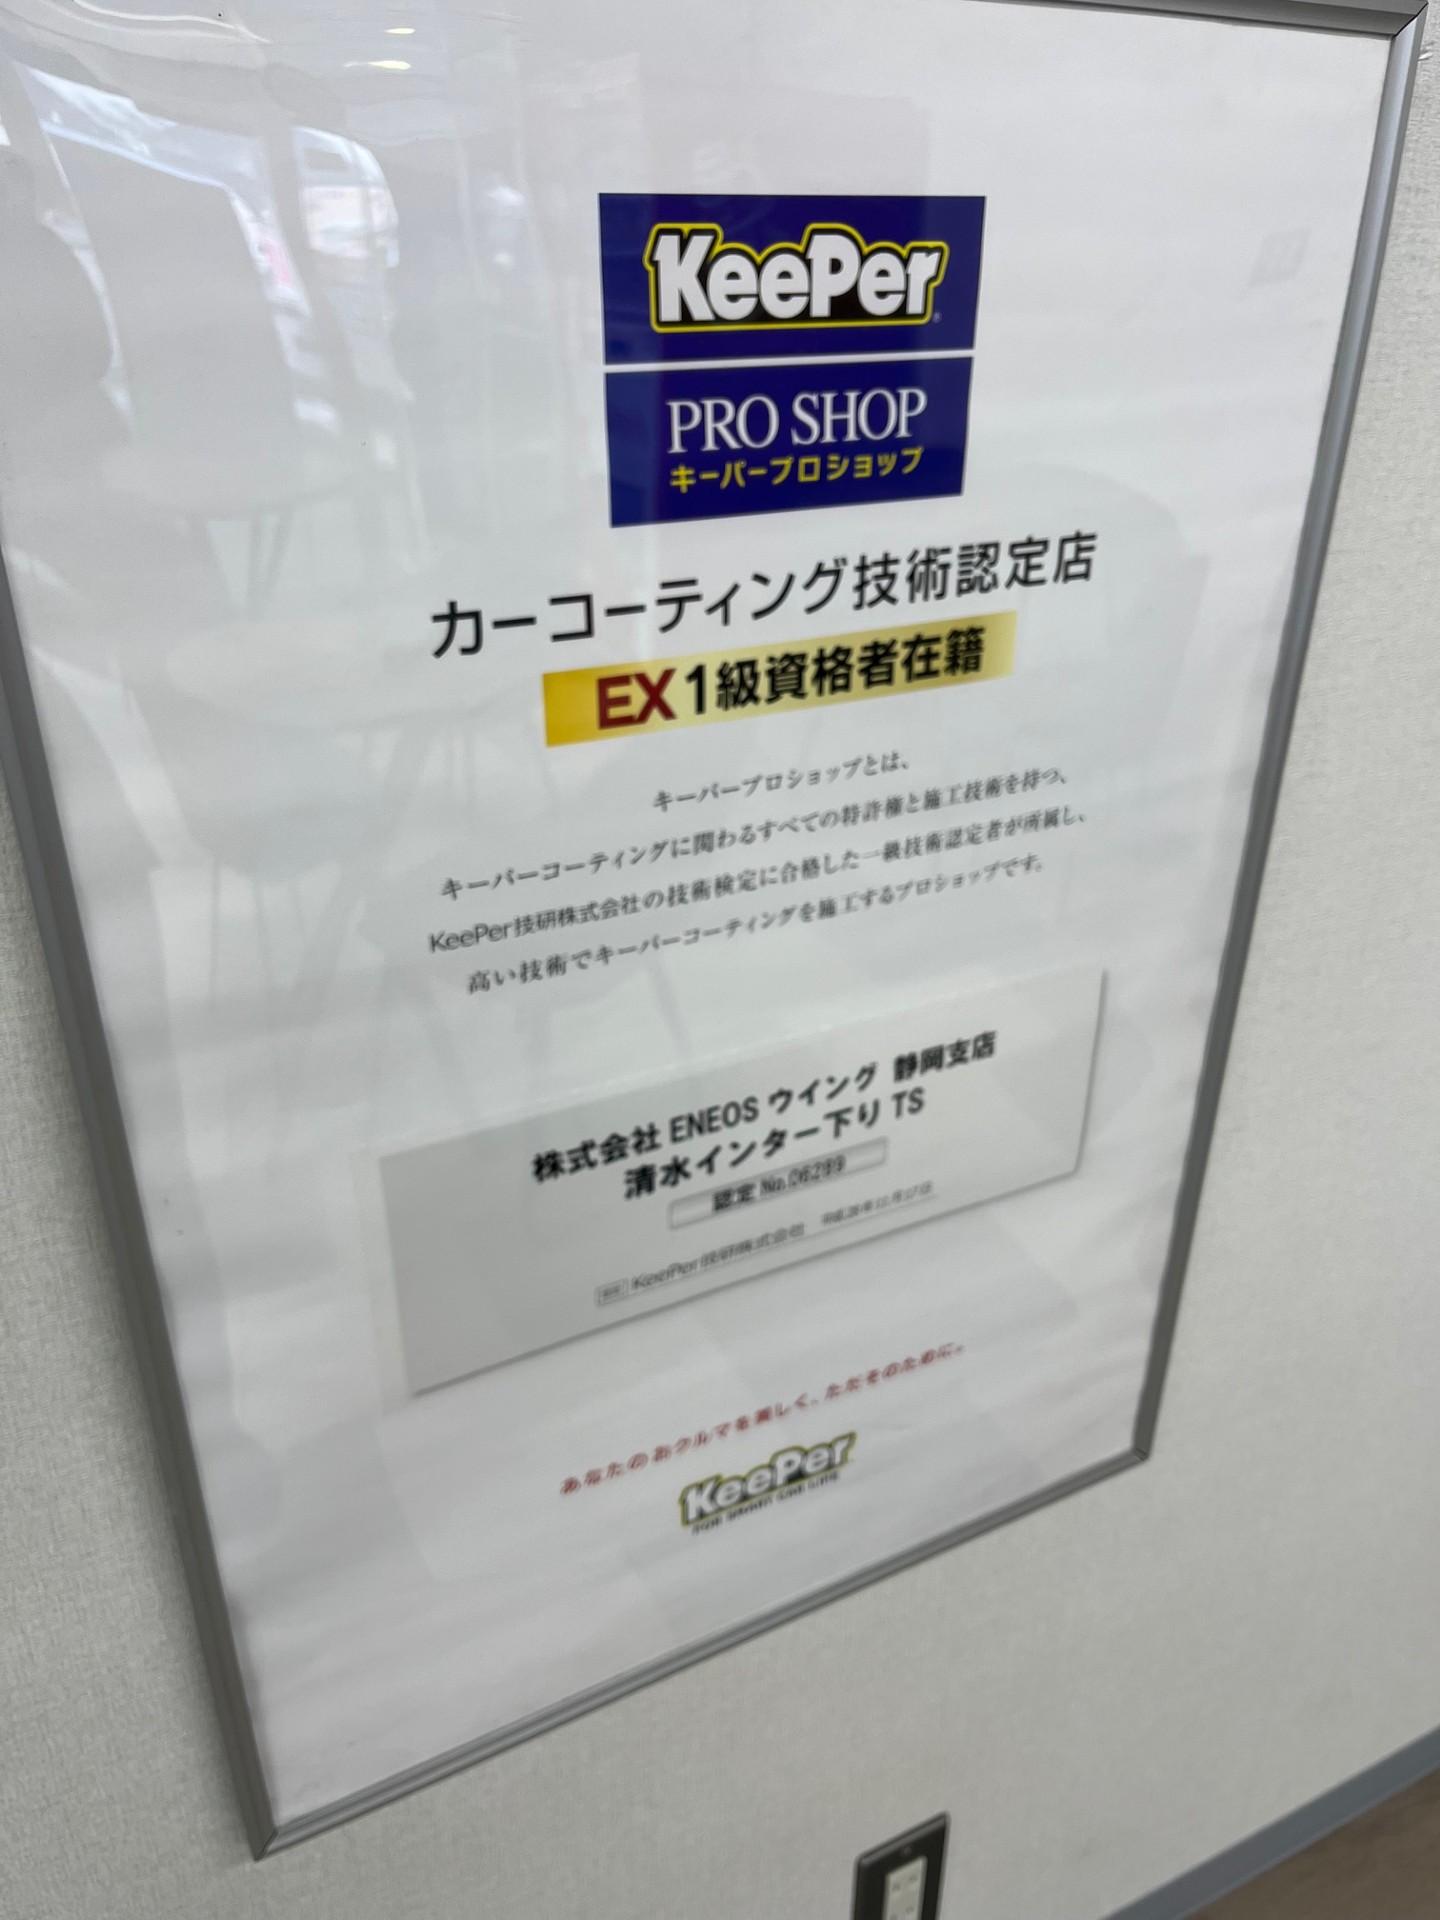 KeePer
PRO SHOP
キーパープロショップ
カーコーティング技術認定店
EX 1級資格者在籍
キーパープロショップとは、
キーパーコーティングに関わるすべての特許権と施工技術を持つ、
KeePer技研株式会社の技術検定に合格した一級技術認定者が所属し、
高い技術でキーパーコーティングを施工するプロショップです。
株式会社 ENEOS ウイング 静岡支店
清水インター下り TS
認定 No.06289
KeePer技研株式会社
あなたのおクルマを美しく、ただそのために。
KeePer